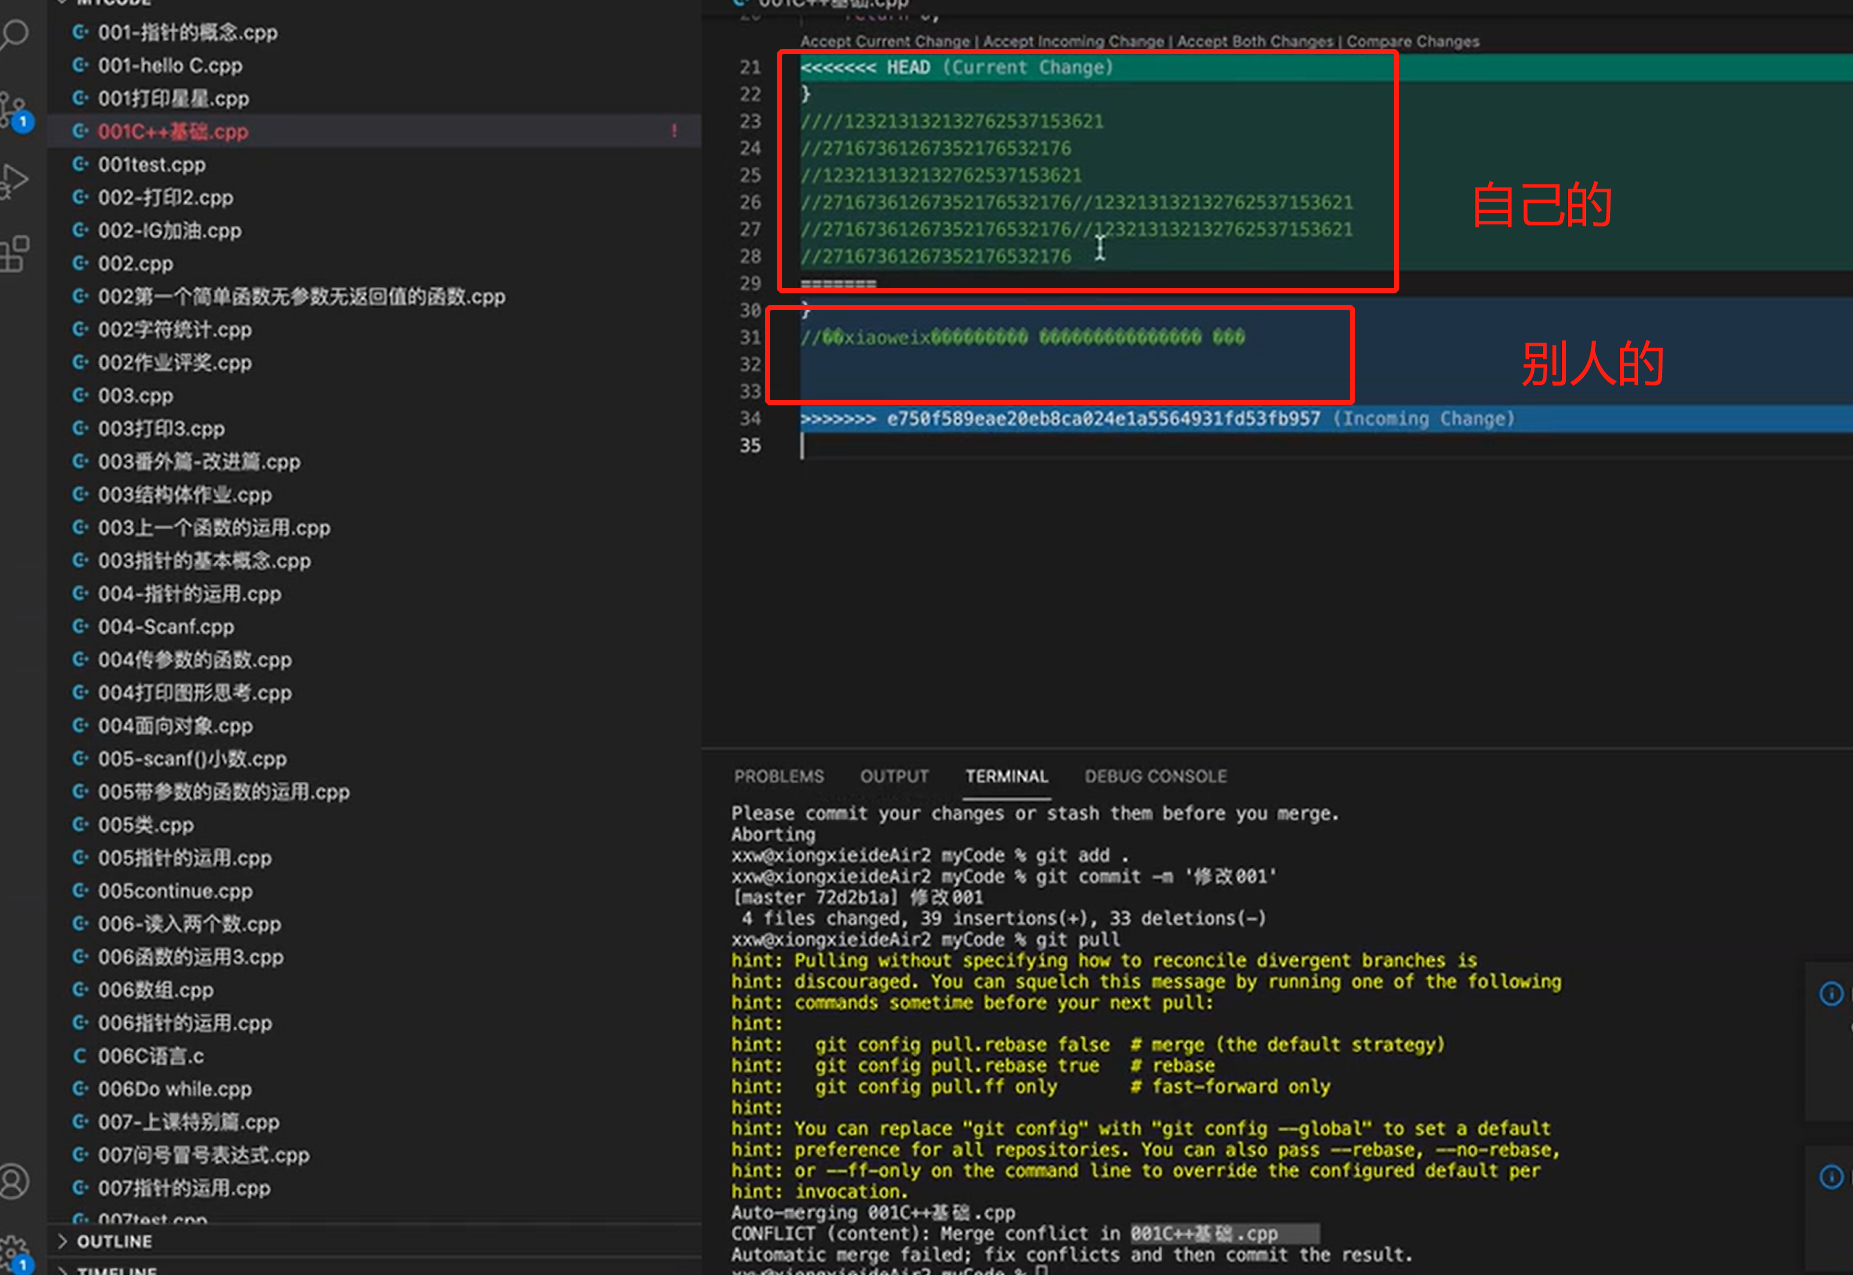 MYCODE
001-指针的概念.cpp
001-hello C.cpp
001打印星星.cpp
001C++基础.cpp !
001test.cpp
002-打印2.cpp
002-IG加油.cpp
002.cpp
002第一个简单函数无参数无返回值的函数.cpp
002字符统计.cpp
002作业评奖.cpp
003.cpp
003打印3.cpp
003番外篇-改进篇.cpp
003结构体作业.cpp
003上一个函数的运用.cpp
003指针的基本概念.cpp
004-指针的运用.cpp
004-Scanf.cpp
004传参数的函数.cpp
004打印图形思考.cpp
004面向对象.cpp
005-scanf()小数.cpp
005带参数的函数的运用.cpp
005类.cpp
005指针的运用.cpp
005continue.cpp
006-读入两个数.cpp
006函数的运用3.cpp
006数组.cpp
006指针的运用.cpp
C 006C语言.c
006Do while.cpp
007-上课特别篇.cpp
007问号冒号表达式.cpp
007指针的运用.cpp
007test.cpp
OUTLINE
TIMELINE
1
1
001C++基础.cpp
20 return 0;
Accept Current Change | Accept Incoming Change | Accept Both Changes | Compare Changes
21 <<<<<<< HEAD (Current Change)
22 }
23 ////123213132132762537153621
24 //271673612673521765321​76
25 //123213132132762537153621
26 //27167361267352176532176//123213132132762537153621
27 //27167361267352176532176//123213132132762537153621
28 //27167361267352176532176
29 =======
30 }
31 //��xiaoweix��������� ��������������� ���
32
33
34 >>>>>>> e750f589eae20eb8ca024e1a5564931fd53fb957 (Incoming Change)
35
自己的
别人的
PROBLEMS OUTPUT TERMINAL DEBUG CONSOLE
Please commit your changes or stash them before you merge.
Aborting
xxw@xiongxieideAir2 myCode % git add .
xxw@xiongxieideAir2 myCode % git commit -m '修改001'
[master 72d2b1a] 修改001
4 files changed, 39 insertions(+), 33 deletions(-)
xxw@xiongxieideAir2 myCode % git pull
hint: Pulling without specifying how to reconcile divergent branches is
hint: discouraged. You can squelch this message by running one of the following
hint: commands sometime before your next pull:
hint:
hint: git config pull.rebase false # merge (the default strategy)
hint: git config pull.rebase true # rebase
hint: git config pull.ff only # fast-forward only
hint:
hint: You can replace "git config" with "git config --global" to set a default
hint: preference for all repositories. You can also pass --rebase, --no-rebase,
hint: or --ff-only on the command line to override the configured default per
hint: invocation.
Auto-merging 001C++基础.cpp
CONFLICT (content): Merge conflict in 001C++基础.cpp
Automatic merge failed; fix conflicts and then commit the result.
xxw@xiongxieideAir2 myCode %